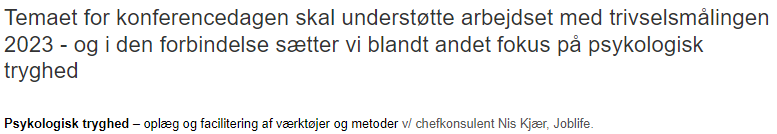 Temaet for konferencedagen skal understøtte arbejdset med trivselsmålingen
2023 - og i den forbindelse sætter vi blandt andet fokus på psykologisk
tryghed
Psykologisk tryghed – oplæg og facilitering af værktøjer og metoder v/ chefkonsulent Nis Kjær, Joblife.